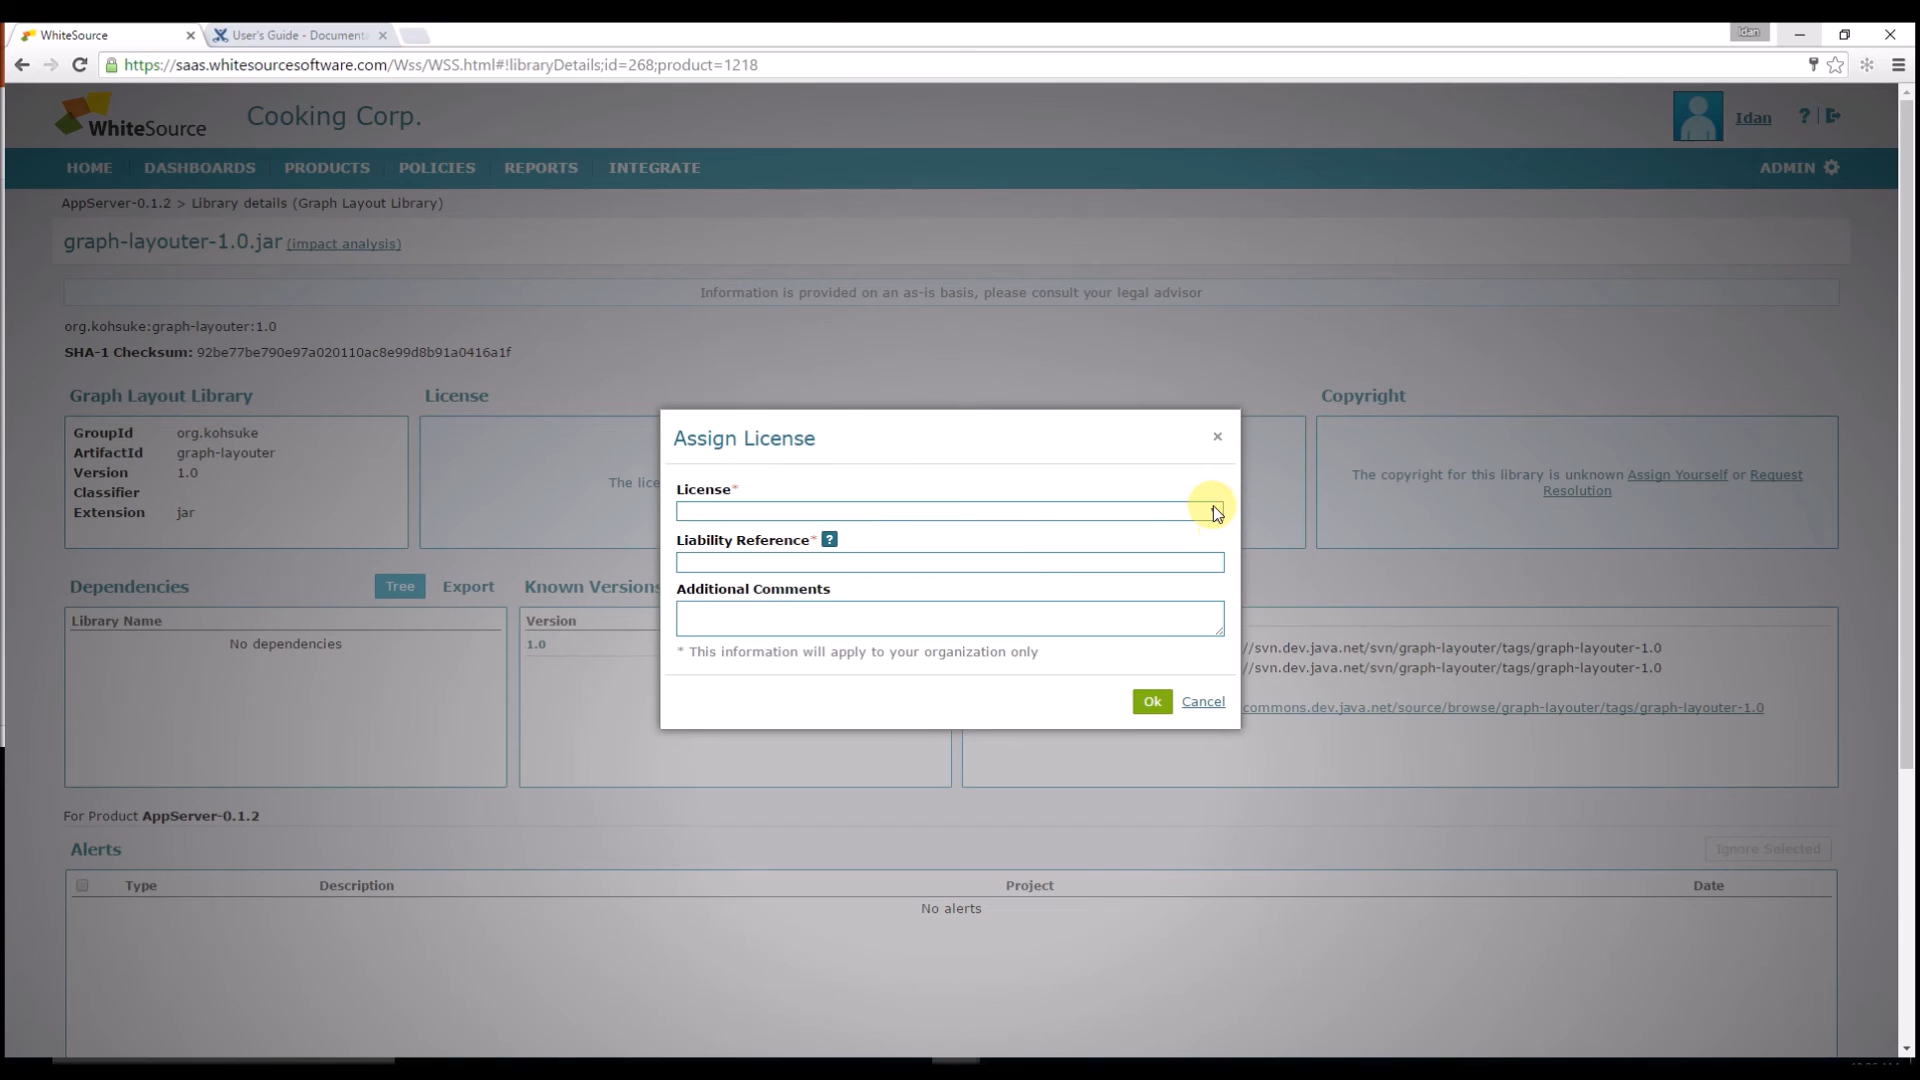 WhiteSource
User's Guide - Document
Idan
https://saas.whitesourcesoftware.com/Wss/WSS.html#!libraryDetails;id=268;product=1218
WhiteSource
Cooking Corp.
Idan
?
HOME
DASHBOARDS
PRODUCTS
POLICIES
REPORTS
INTEGRATE
ADMIN
AppServer-0.1.2 > Library details (Graph Layout Library)
graph-layouter-1.0.jar (impact analysis)
Information is provided on an as-is basis, please consult your legal advisor
org.kohsuke:graph-layouter:1.0
SHA-1 Checksum: 92be77be790e97a020110ac8e99d8b91a0416a1f
Graph Layout Library
License
Copyright
GroupId org.kohsuke
ArtifactId graph-layouter
Version 1.0
Classifier
Extension jar
The lice
The copyright for this library is unknown Assign Yourself or Request
Resolution
Assign License
×
License*
Liability Reference* ?
Additional Comments
* This information will apply to your organization only
Ok
Cancel
Dependencies
Tree
Export
Known Versions
Library Name
No dependencies
Version
1.0
//svn.dev.java.net/svn/graph-layouter/tags/graph-layouter-1.0
//svn.dev.java.net/svn/graph-layouter/tags/graph-layouter-1.0
commons.dev.java.net/source/browse/graph-layouter/tags/graph-layouter-1.0
For Product AppServer-0.1.2
Alerts
Ignore Selected
Type
Description
Project
Date
No alerts